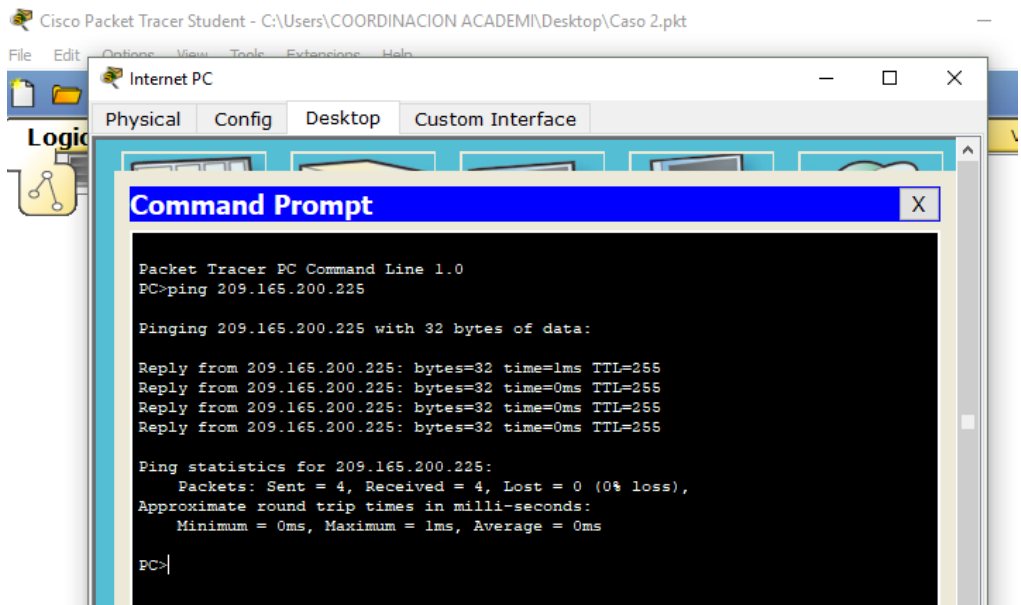 Cisco Packet Tracer Student - C:\Users\COORDINACION ACADEMI\Desktop\Caso 2.pkt
File Edit Options View Tools Extensions Help
Internet PC
Physical Config Desktop Custom Interface
Logic
Command Prompt
X
Packet Tracer PC Command Line 1.0
PC>ping 209.165.200.225
Pinging 209.165.200.225 with 32 bytes of data:
Reply from 209.165.200.225: bytes=32 time=1ms TTL=255
Reply from 209.165.200.225: bytes=32 time=0ms TTL=255
Reply from 209.165.200.225: bytes=32 time=0ms TTL=255
Reply from 209.165.200.225: bytes=32 time=0ms TTL=255
Ping statistics for 209.165.200.225:
Packets: Sent = 4, Received = 4, Lost = 0 (0% loss),
Approximate round trip times in milli-seconds:
Minimum = 0ms, Maximum = 1ms, Average = 0ms
PC>